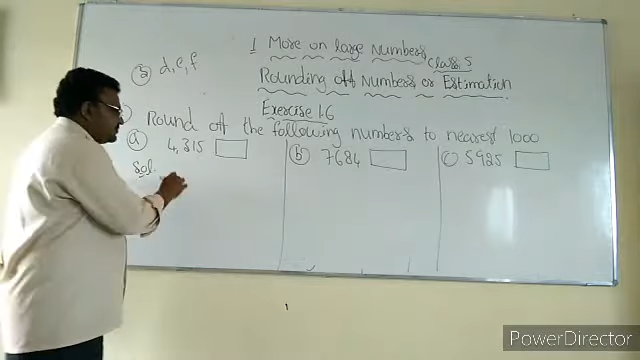 1 More on large Numbers
Class 5
③ d,e,f
Rounding off Numbers or Estimation
Exercise 1.6
Round off the following numbers to nearest 1000
ⓐ 4,315 ⓑ 7684 ⓒ 5985
Sol.
PowerDirector